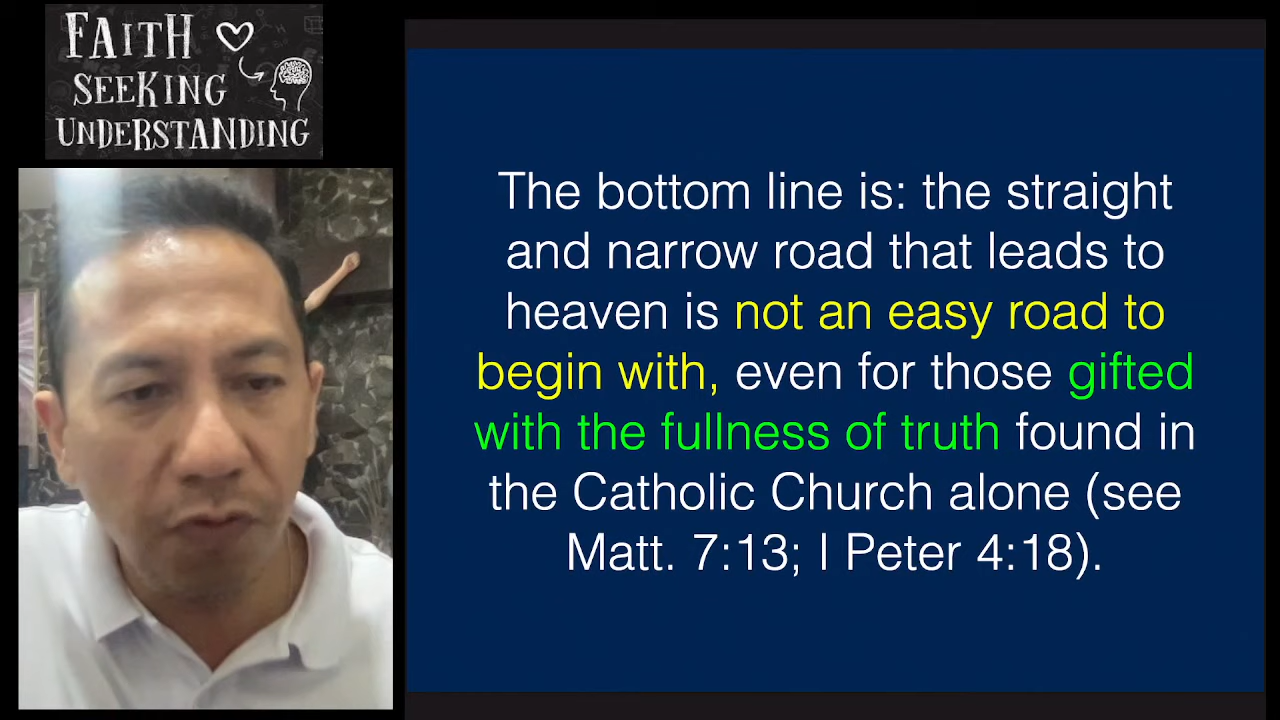 FAITH
SEEKING
UNDERSTANDING
The bottom line is: the straight
and narrow road that leads to
heaven is not an easy road to
begin with, even for those gifted
with the fullness of truth found in
the Catholic Church alone (see
Matt. 7:13; I Peter 4:18).